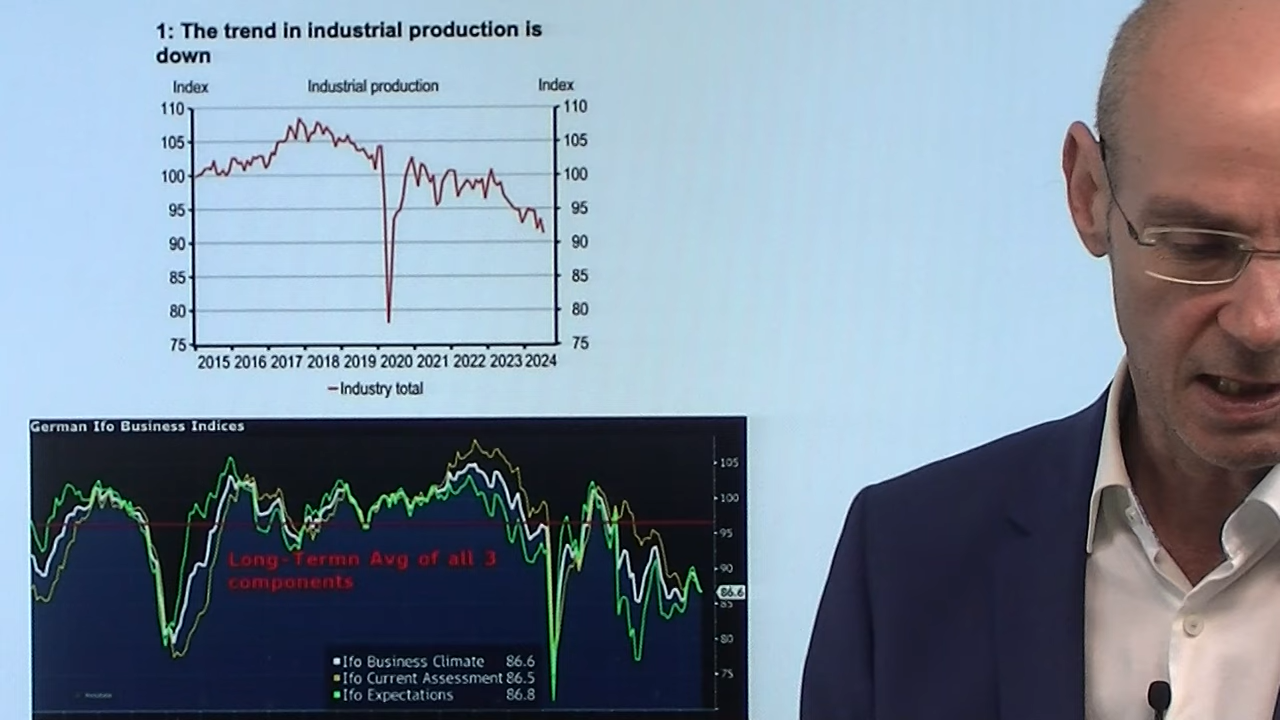 1: The trend in industrial production is
down
Index Industrial production Index
110 110
105 105
100 100
95 95
90 90
85 85
80 80
75 75
2015 2016 2017 2018 2019 2020 2021 2022 2023 2024
Industry total
German Ifo Business Indices
105
100
95
90
86.6
85
80
75
Long-Termn Avg of all 3
components
Ifo Business Climate 86.6
Ifo Current Assessment 86.5
Ifo Expectations 86.8